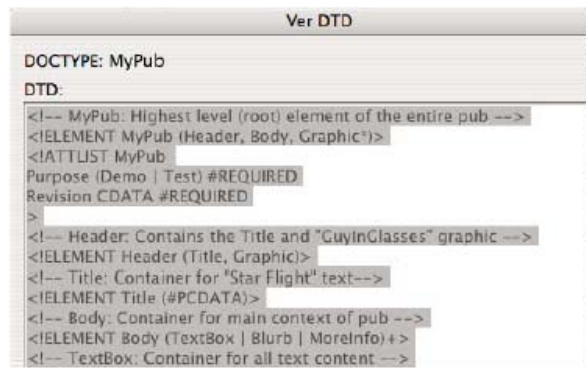 Ver DTD
DOCTYPE: MyPub
DTD:
<!-- MyPub: Highest level (root) element of the entire pub -->
<!ELEMENT MyPub (Header, Body, Graphic*)>
<!ATTLIST MyPub
Purpose (Demo | Test) #REQUIRED
Revision CDATA #REQUIRED
>
<!-- Header: Contains the Title and "GuyInGlasses" graphic -->
<!ELEMENT Header (Title, Graphic)>
<!-- Title: Container for "Star Flight" text-->
<!ELEMENT Title (#PCDATA)>
<!-- Body: Container for main context of pub -->
<!ELEMENT Body (TextBox | Blurb | MoreInfo)+>
<!-- TextBox: Container for all text content -->